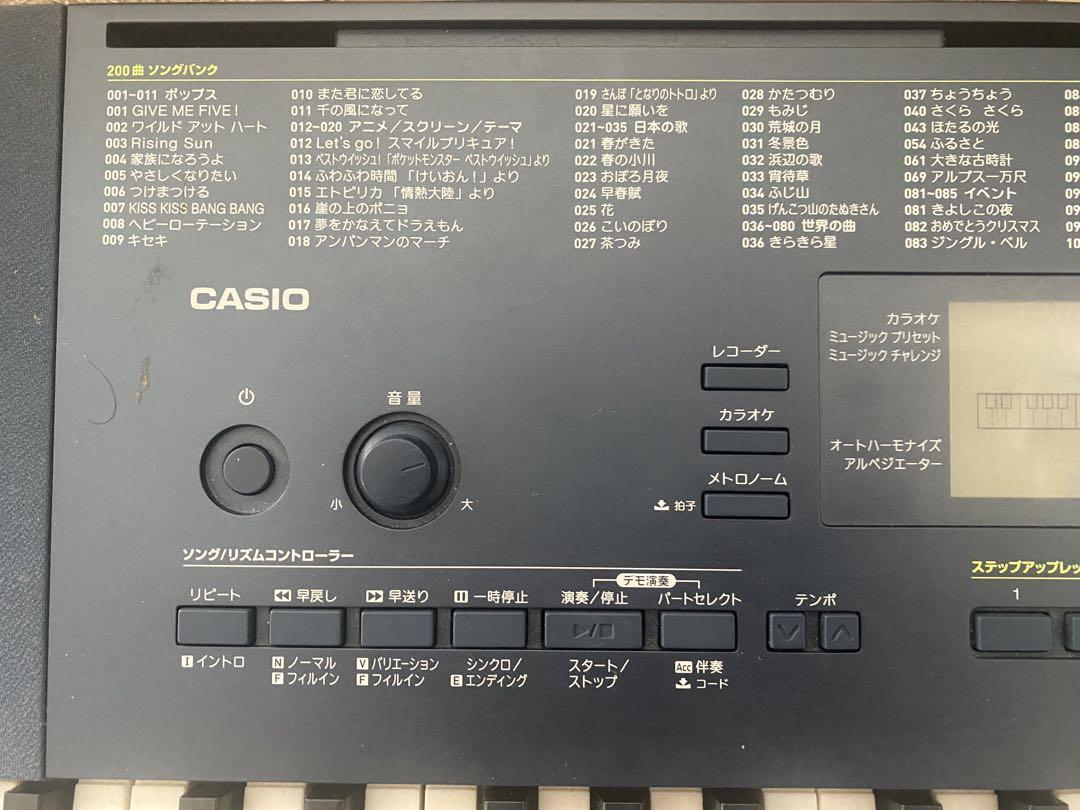 200曲 ソングバンク
001~011 ポップス
001 GIVE ME FIVE!
002 ワイルド アット ハート
003 Rising Sun
004 家族になろうよ
005 やさしくなりたい
006 つけまつける
007 KISS KISS BANG BANG
008 ヘビーローテーション
009 キセキ
010 また君に恋してる
011 千の風になって
012~020 アニメ/スクリーン/テーマ
012 Let's go! スマイルプリキュア!
013 ベストウイッシュ!「ポケットモンスター ベストウイッシュ」より
014 ふわふわ時間 「けいおん!」より
015 エトピリカ 「情熱大陸」より
016 崖の上のポニョ
017 夢をかなえてドラえもん
018 アンパンマンのマーチ
019 さんぽ「となりのトトロ」より
020 星に願いを
021~035 日本の歌
021 春がきた
022 春の小川
023 おぼろ月夜
024 早春賦
025 花
026 こいのぼり
027 茶つみ
028 かたつむり
029 もみじ
030 荒城の月
031 冬景色
032 浜辺の歌
033 宵待草
034 ふじ山
035 げんこつ山のたぬきさん
036~080 世界の曲
036 きらきら星
037 ちょうちょう
040 さくら さくら
043 ほたるの光
054 ふるさと
061 大きな古時計
069 アルプス一万尺
081~085 イベント
081 きよしこの夜
082 おめでとうクリスマス
083 ジングル・ベル
CASIO
音量
小
大
レコーダー
カラオケ
メトロノーム
拍子
カラオケ
ミュージック プリセット
ミュージック チャレンジ
オートハーモナイズ
アルペジエーター
ソング/リズムコントローラー
デモ演奏
リピート
早戻し
早送り
一時停止
演奏/停止
パートセレクト
テンポ
I イントロ
N ノーマル
F フィルイン
V バリエーション
F フィルイン
シンクロ/
E エンディング
スタート/
ストップ
Acc 伴奏
コード
ステップアップレッ
1